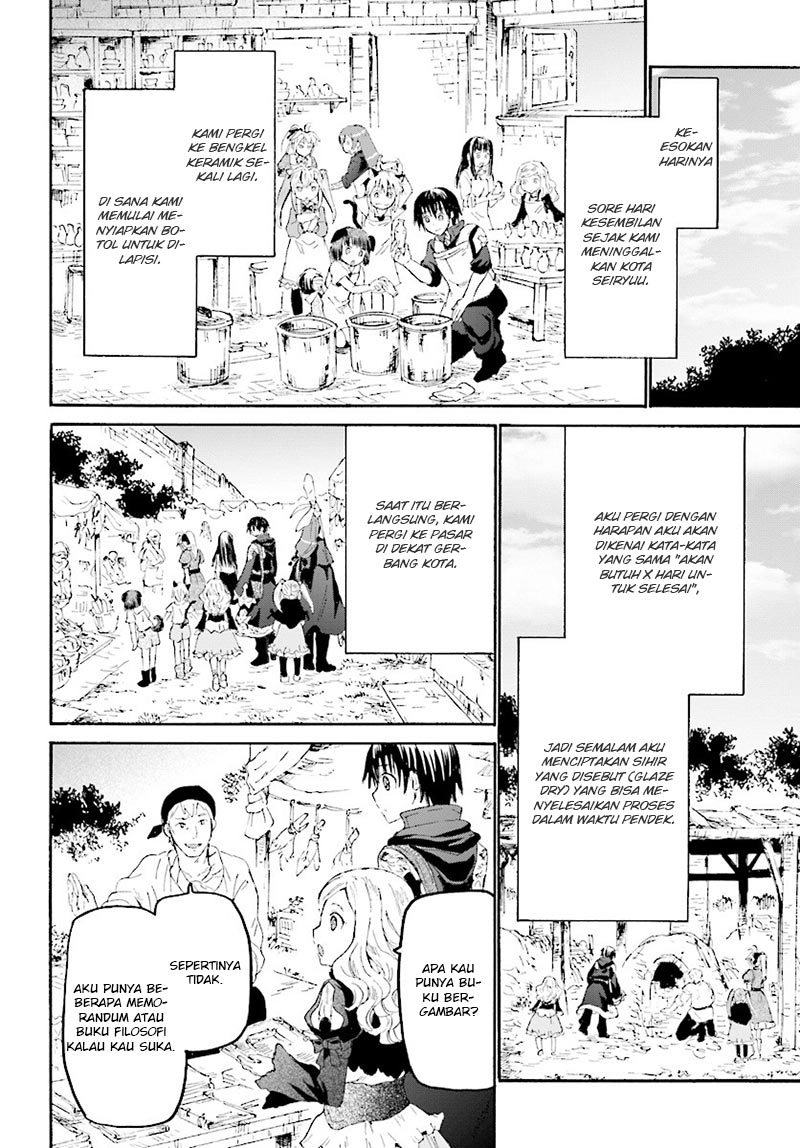 KE-
ESOKAN
HARINYA
SORE HARI
KESEMBILAN
SEJAK KAMI
MENINGGAL-
KAN KOTA
SEIRYUU.
KAMI PERGI
KE BENGKEL
KERAMIK SE-
KALI LAGI.
DI SANA KAMI
MEMULAI ME-
NYIAPKAN BO-
TOL UNTUK DI-
LAPISI.
AKU PERGI DENGAN
HARAPAN AKU AKAN
DIKENAI KATA-KATA
YANG SAMA "AKAN
BUTUH X HARI UN-
TUK SELESAI",
JADI SEMALAM AKU
MENCIPTAKAN SIHIR
YANG DISEBUT (GLAZE
DRY) YANG BISA ME-
NYELESAIKAN PROSES
DALAM WAKTU PENDEK.
SAAT ITU BER-
LANGSUNG, KAMI
PERGI KE PASAR
DI DEKAT GER-
BANG KOTA.
APA KAU
PUNYA BU-
KU BER-
GAMBAR?
SEPERTINYA
TIDAK.
AKU PUNYA BE-
BERAPA MEMO-
RANDUM ATAU
BUKU FILOSOFI
KALAU KAU SUKA.